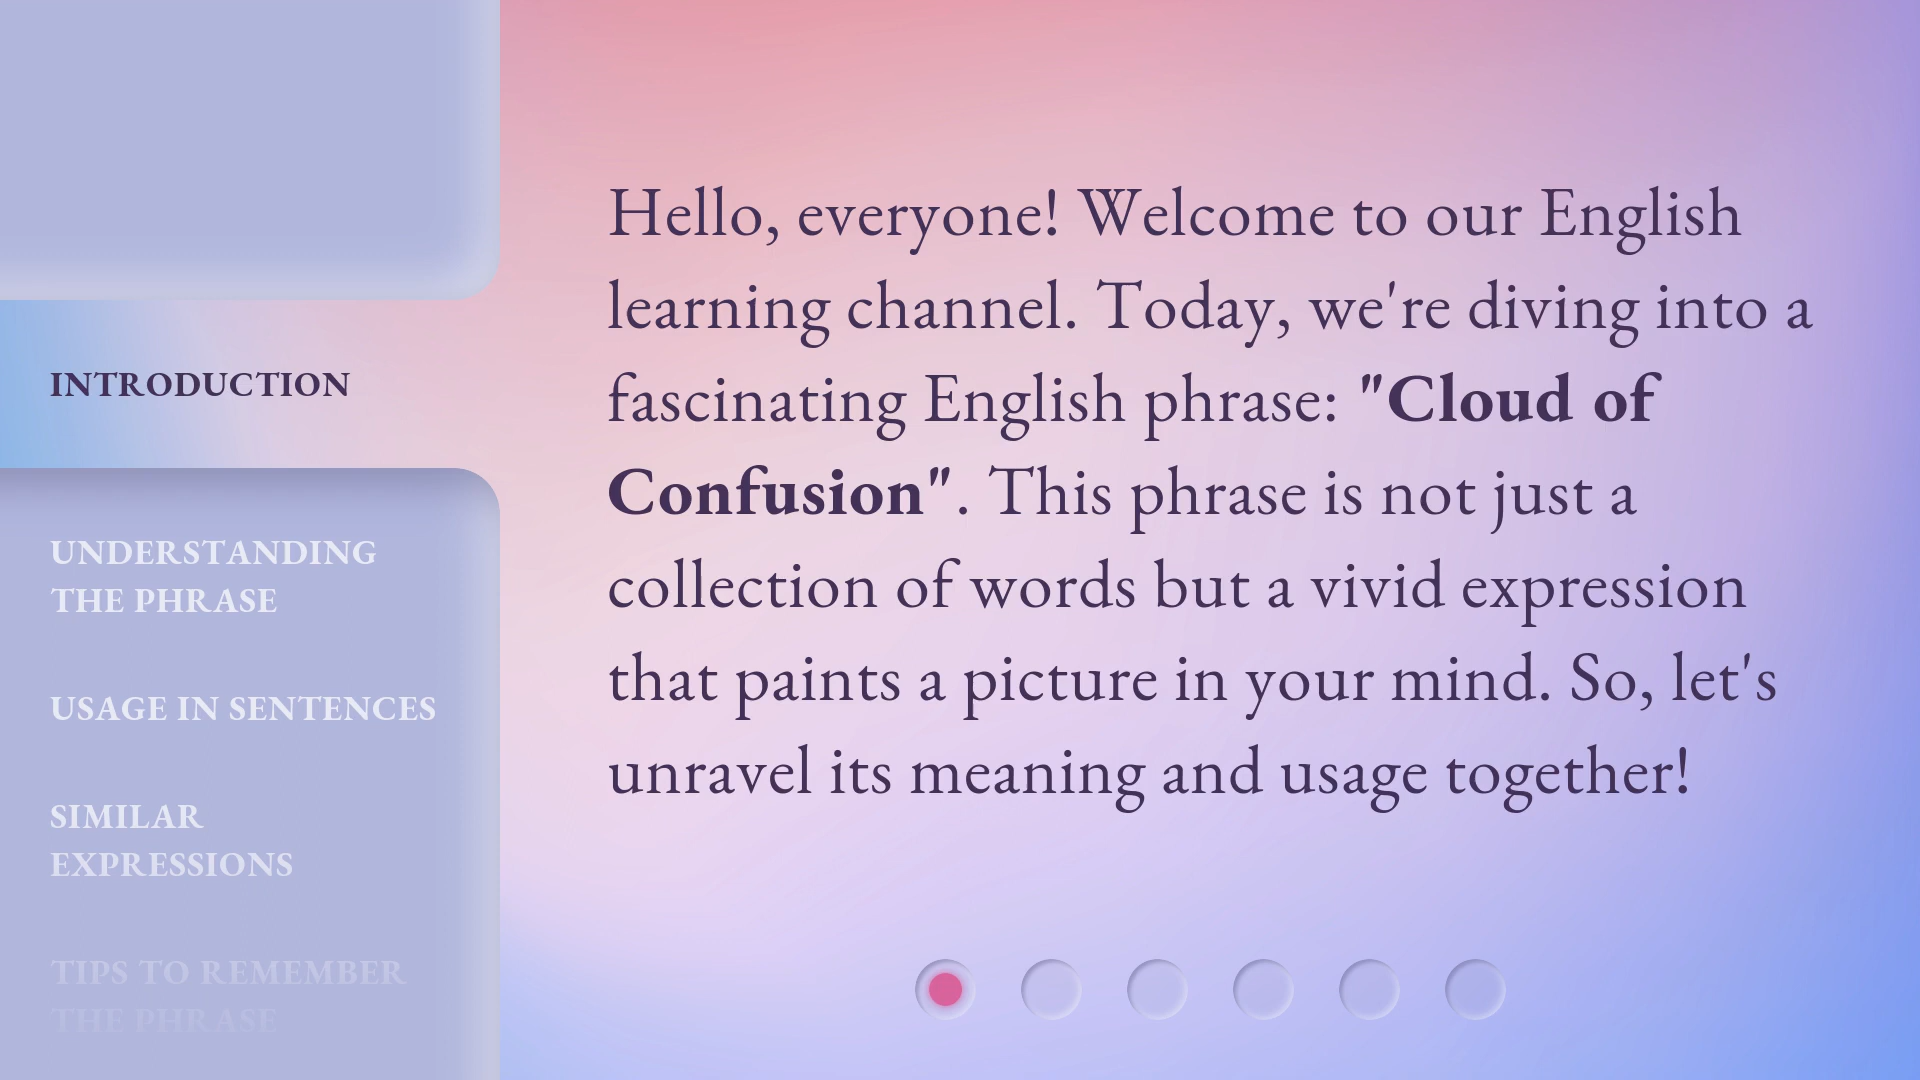 INTRODUCTION
UNDERSTANDING
THE PHRASE
USAGE IN SENTENCES
SIMILAR
EXPRESSIONS
TIPS TO REMEMBER
THE PHRASE
Hello, everyone! Welcome to our English
learning channel. Today, we're diving into a
fascinating English phrase: "Cloud of
Confusion". This phrase is not just a
collection of words but a vivid expression
that paints a picture in your mind. So, let's
unravel its meaning and usage together!